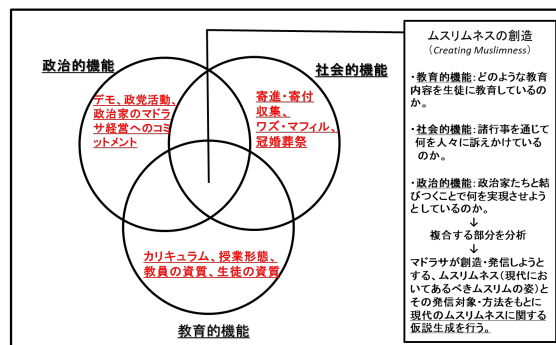 政治的機能
デモ、政党活動、
政治家のマドラ
サ経営へのコミ
ットメント
社会的機能
寄進・寄付
収集、
ワズ・マフィル、
冠婚葬祭
カリキュラム、授業形態、
教員の資質、生徒の資質
教育的機能
ムスリムネスの創造
(Creating Muslimness)
・教育的機能:どのような教育
内容を生徒に教育しているの
か。
・社会的機能:諸行事を通じて
何を人々に訴えかけている
のか。
・政治的機能:政治家たちと結
びつくことで何を実現させよう
としているのか。
↓
複合する部分を分析
↓
マドラサが創造・発信しようと
する、ムスリムネス(現代にお
いてあるべきムスリムの姿)と
その発信対象・方法をもとに
現代のムスリムネスに関する
仮説生成を行う。